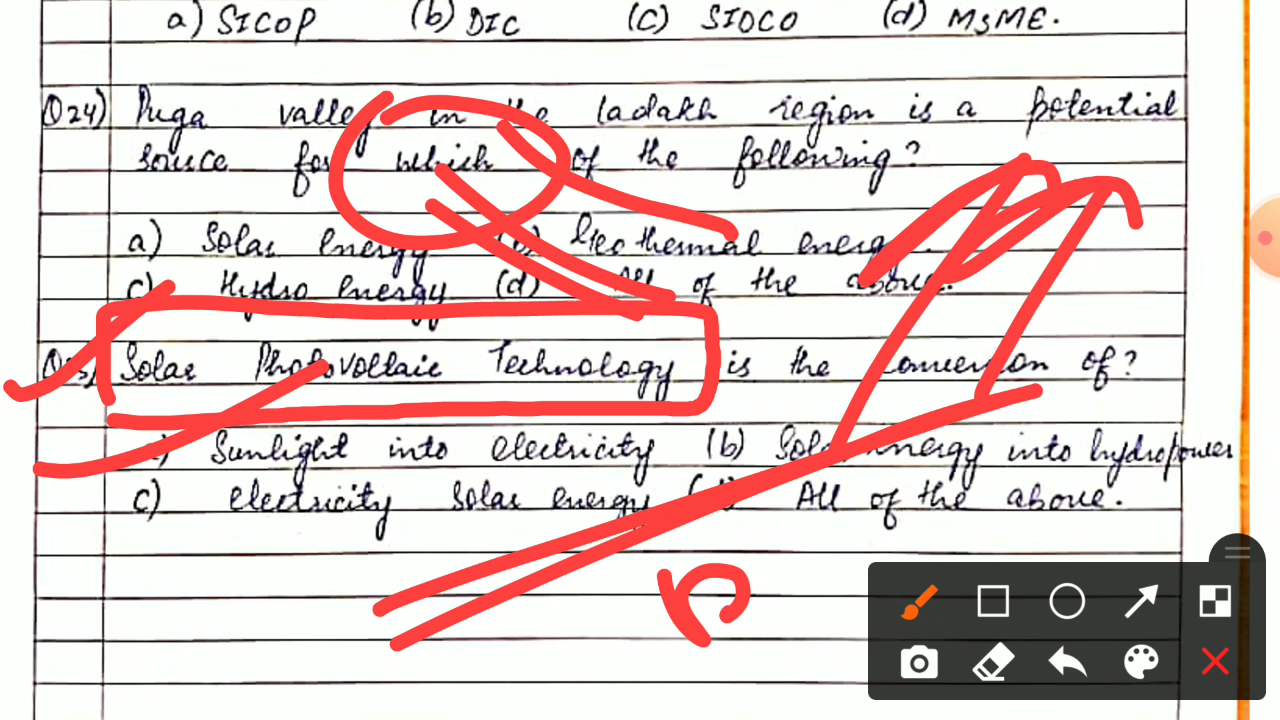 a) SICOP (b) DIC (c) SIDCO (d) MSME.
Q24) Puga valley in the ladakh region is a potential
source for which of the following?
a) Solar energy (b) Geo thermal energy.
c) Hydro energy (d) All of the above.
Solar Photovoltaic Technology is the conversion of?
a) Sunlight into electricity (b) Solar energy into hydropower
c) electricity solar energy (d) All of the above.